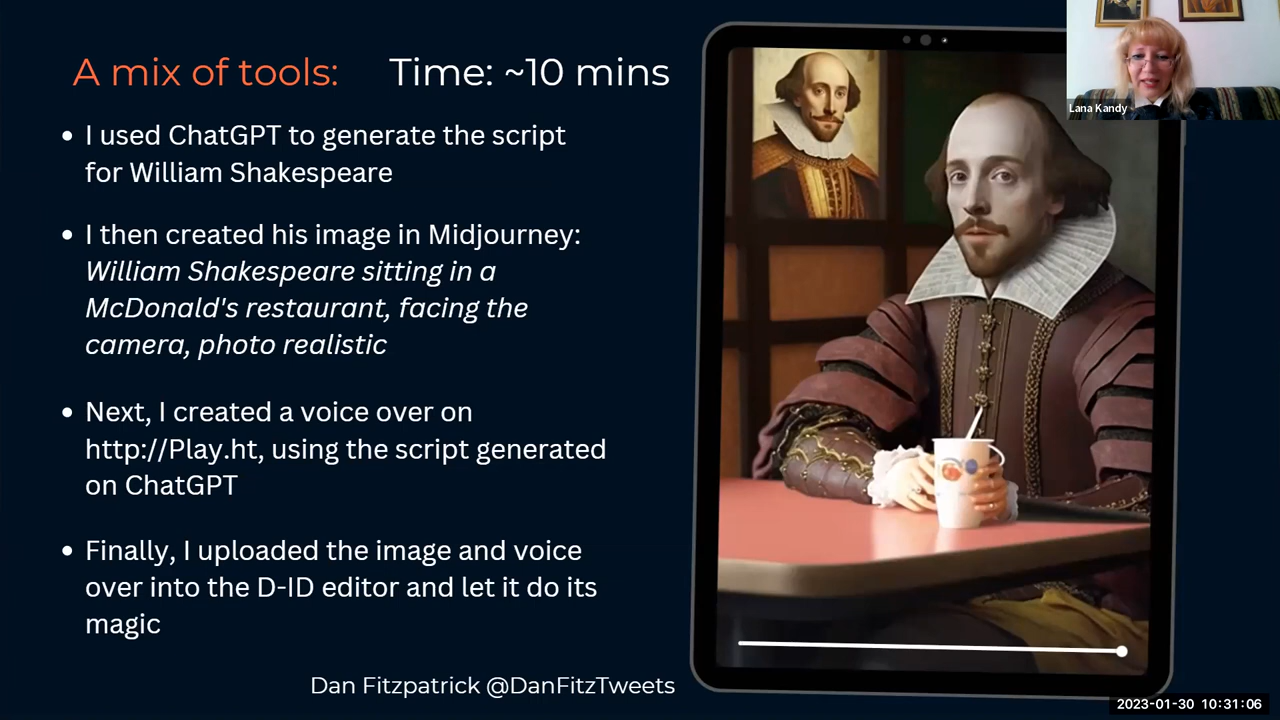 A mix of tools: Time: ~10 mins
• I used ChatGPT to generate the script
for William Shakespeare
• I then created his image in Midjourney:
William Shakespeare sitting in a
McDonald's restaurant, facing the
camera, photo realistic
• Next, I created a voice over on
http://Play.ht, using the script generated
on ChatGPT
• Finally, I uploaded the image and voice
over into the D-ID editor and let it do its
magic
Dan Fitzpatrick @DanFitzTweets
Lana Kandy
2023-01-30 10:31:06